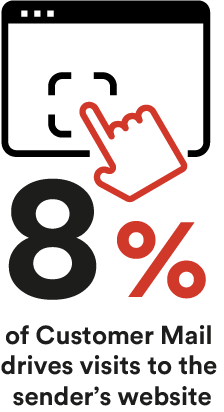 8%
of Customer Mail
drives visits to the
sender’s website